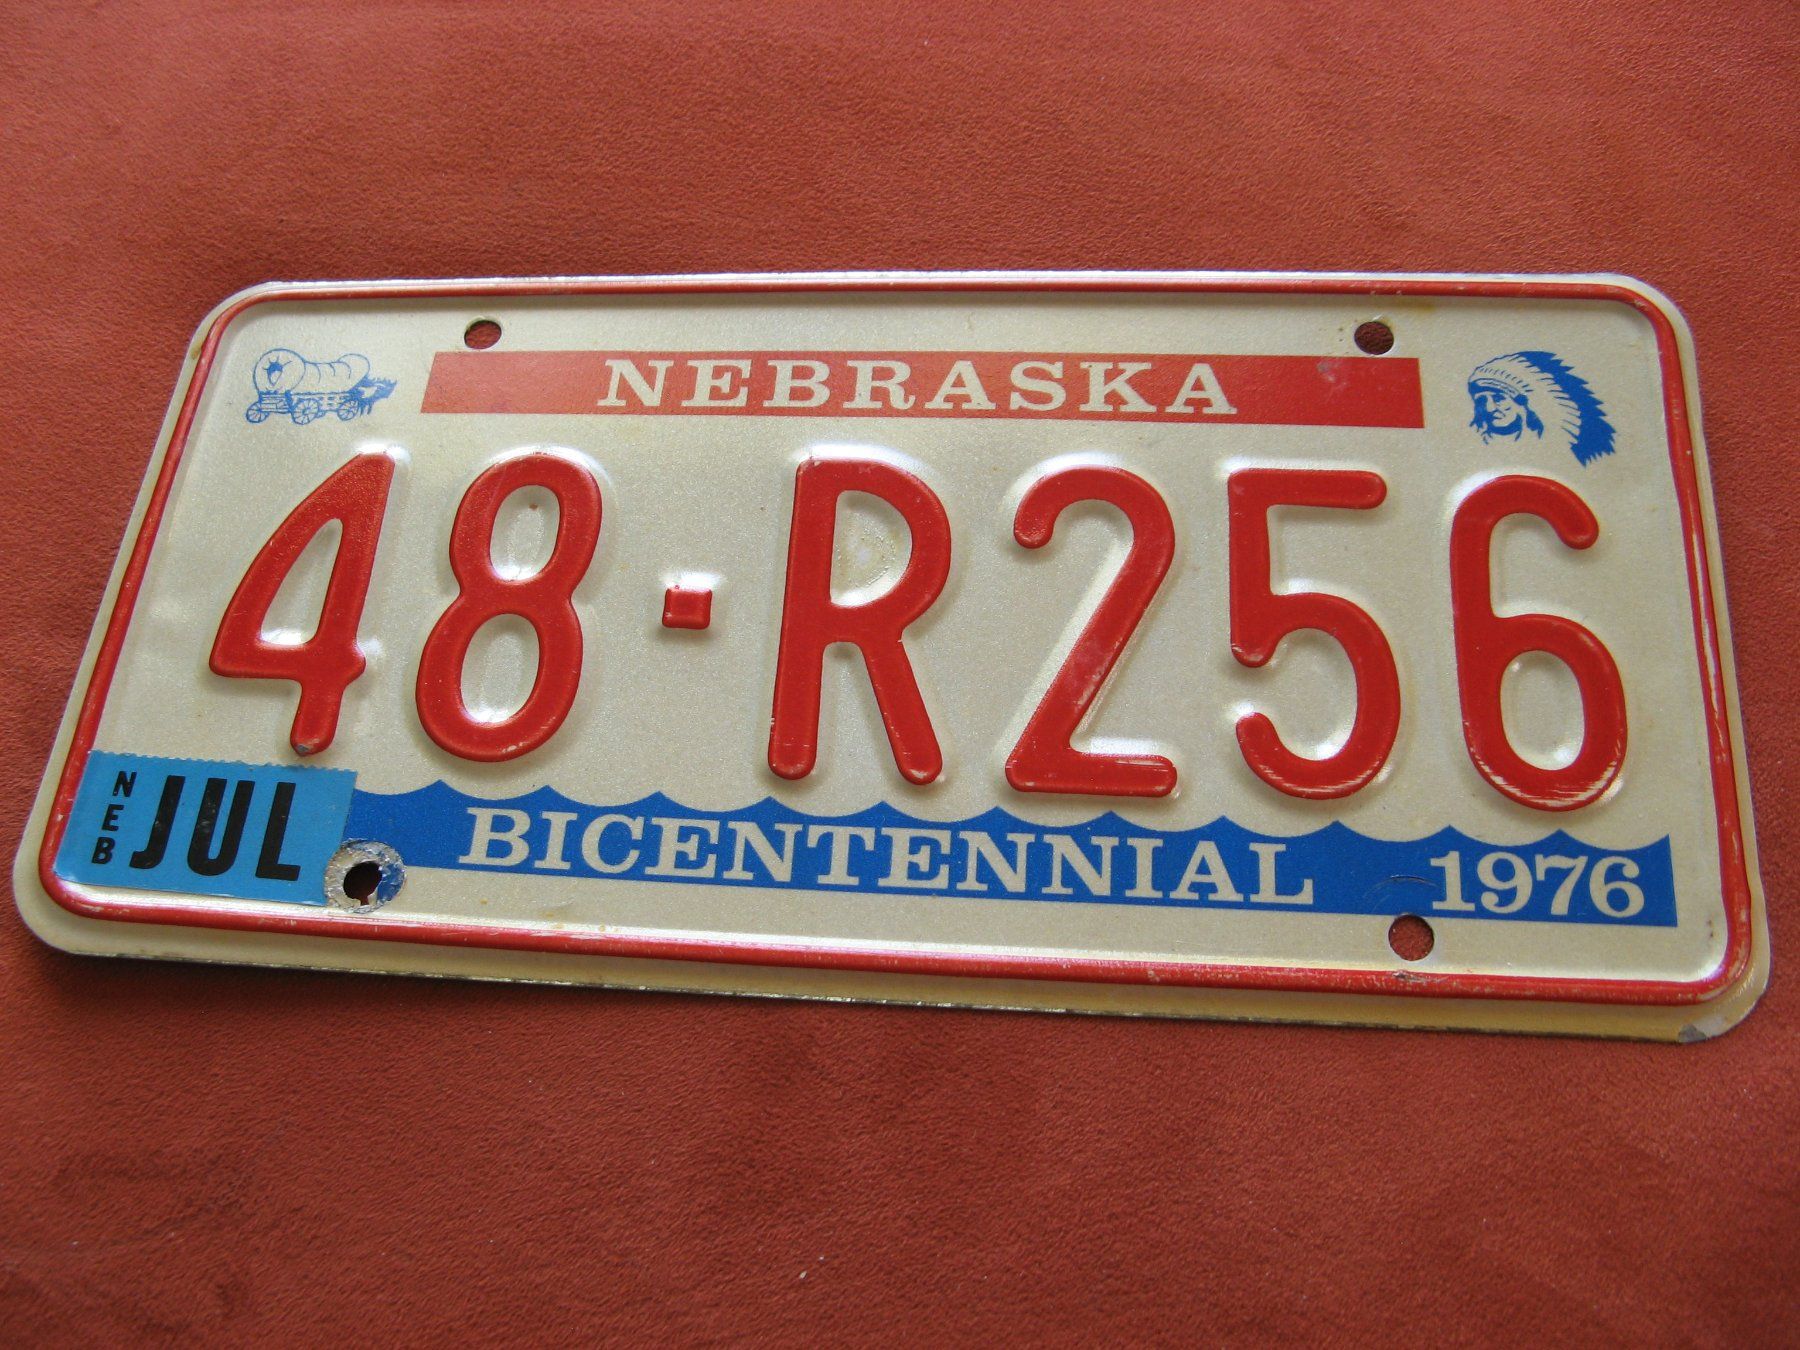 NEBRASKA
48-R256
NEB JUL
BICENTENNIAL 1976